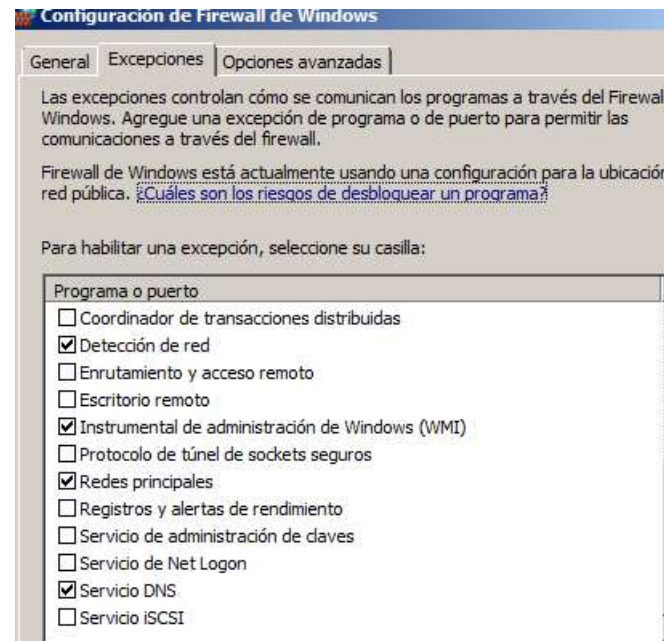 Configuración de Firewall de Windows
General Excepciones Opciones avanzadas
Las excepciones controlan cómo se comunican los programas a través del Firewal
Windows. Agregue una excepción de programa o de puerto para permitir las
comunicaciones a través del firewall.
Firewall de Windows está actualmente usando una configuración para la ubicación
red pública. ¿Cuáles son los riesgos de desbloquear un programa?
Para habilitar una excepción, seleccione su casilla:
Programa o puerto
Coordinador de transacciones distribuidas
Detección de red
Enrutamiento y acceso remoto
Escritorio remoto
Instrumental de administración de Windows (WMI)
Protocolo de túnel de sockets seguros
Redes principales
Registros y alertas de rendimiento
Servicio de administración de claves
Servicio de Net Logon
Servicio DNS
Servicio iSCSI